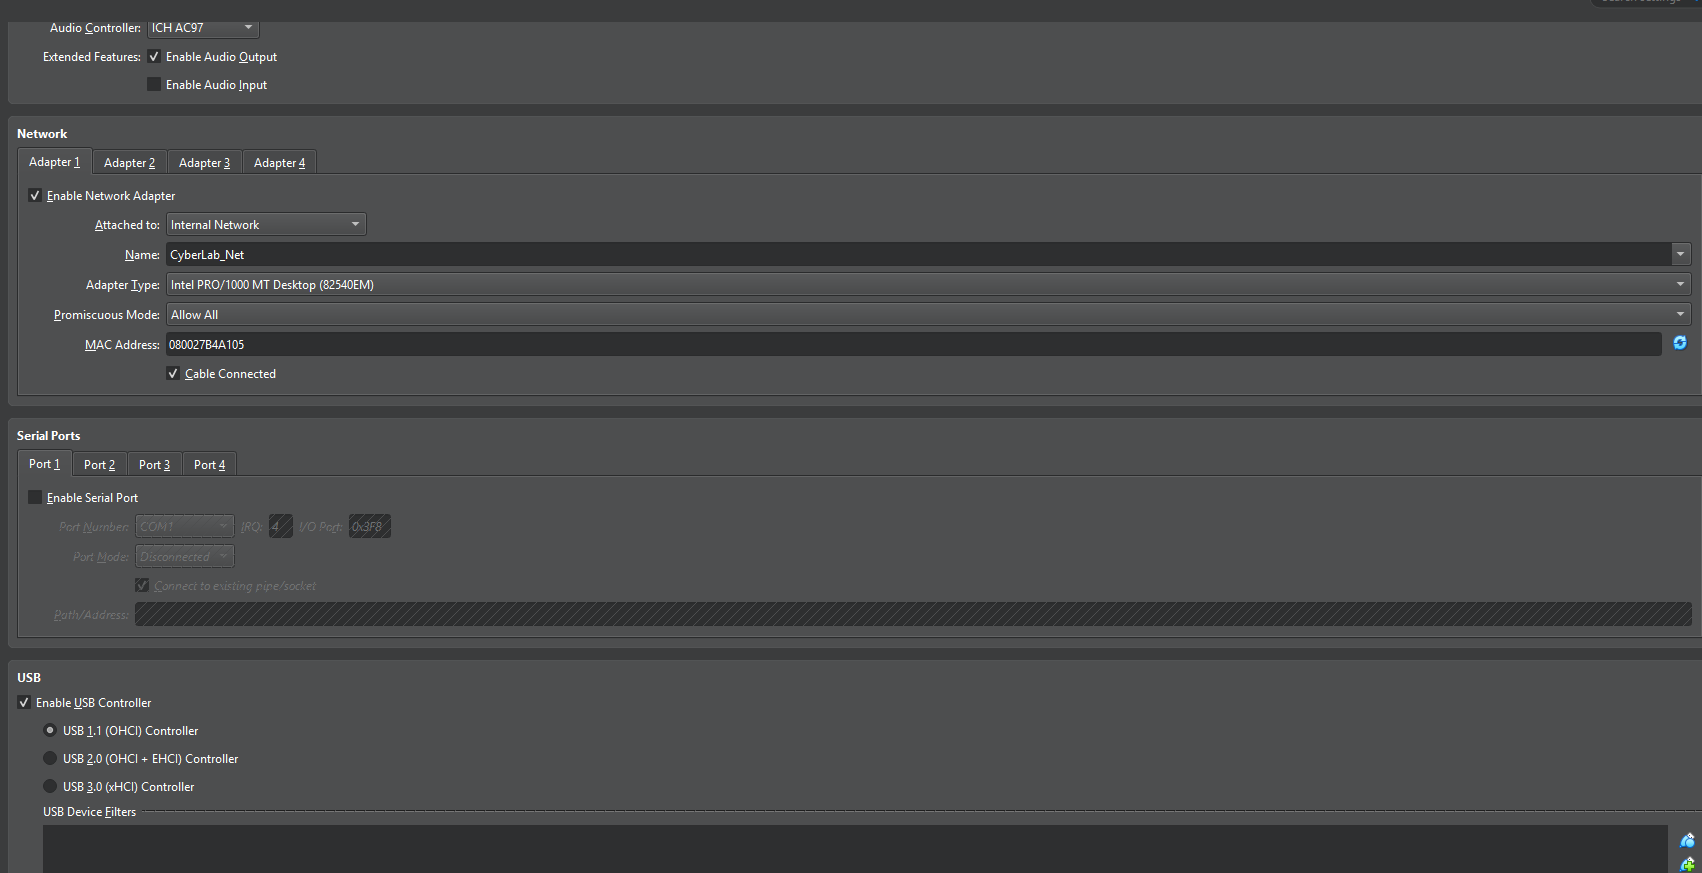 Audio Controller: ICH AC97
Extended Features: Enable Audio Output
Enable Audio Input
Network
Adapter 1 Adapter 2 Adapter 3 Adapter 4
Enable Network Adapter
Attached to: Internal Network
Name: CyberLab_Net
Adapter Type: Intel PRO/1000 MT Desktop (82540EM)
Promiscuous Mode: Allow All
MAC Address: 080027B4A105
Cable Connected
Serial Ports
Port 1 Port 2 Port 3 Port 4
Enable Serial Port
Port Number: COM1 IRQ: 4 I/O Port: 0x3F8
Port Mode: Disconnected
Connect to existing pipe/socket
Path/Address:
USB
Enable USB Controller
USB 1.1 (OHCI) Controller
USB 2.0 (OHCI + EHCI) Controller
USB 3.0 (xHCI) Controller
USB Device Filters